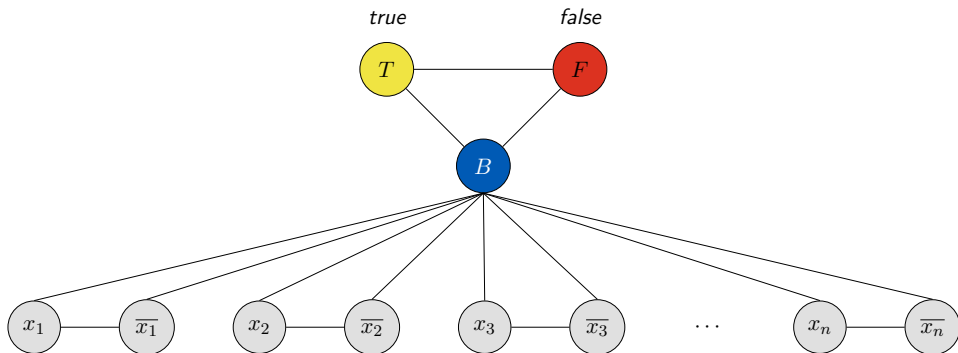 true false
T F
B
x₁ x̅₁ x₂ x̅₂ x₃ x̅₃ ⋯ xₙ x̅ₙ